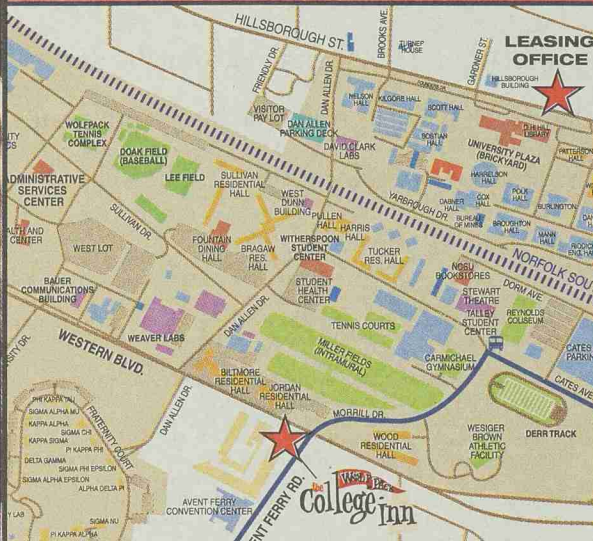 HILLSBOROUGH ST.
BROOKS AVE.
TURNER
HOUSE
GARDNER ST.
LEASING
OFFICE
HILLSBOROUGH
BUILDING
FRIENDLY DR.
DAN ALLEN DR.
VISITOR
PAY LOT
DAN ALLEN
PARKING DECK
NELSON
HALL
KILGORE HALL
SCOTT HALL
BOSTIAN
HALL
DAVID CLARK
LABS
D.H. HILL
LIBRARY
UNIVERSITY PLAZA
(BRICKYARD)
PATTERSON
HALL
HARRELSON
HALL
WOLFPACK
TENNIS
COMPLEX
DOAK FIELD
(BASEBALL)
LEE FIELD
SULLIVAN
RESIDENTIAL
HALL
WEST
DUNN
BUILDING
PULLEN
HALL
HARRIS
HALL
YARBROUGH DR.
COX
HALL
POLK
HALL
BURLINGTON
BUREAU
OF MINES
BROUGHTON
HALL
MANN
HALL
ADMINISTRATIVE
SERVICES
CENTER
SULLIVAN DR.
WEST LOT
FOUNTAIN
DINING
HALL
BRAGAW
RES.
HALL
WITHERSPOON
STUDENT
CENTER
TUCKER
RES. HALL
NORFOLK SOU
NCSU
BOOKSTORES
DORM AVE.
STEWART
THEATRE
TALLEY
STUDENT
CENTER
REYNOLDS
COLISEUM
STUDENT
HEALTH
CENTER
BAUER
COMMUNICATIONS
BUILDING
WEAVER LABS
DAN ALLEN DR.
TENNIS COURTS
MILLER FIELDS
(INTRAMURAL)
CARMICHAEL
GYMNASIUM
CATES
PARKIN
CATES AVE
WESTERN BLVD.
BILTMORE
RESIDENTIAL
HALL
JORDAN
RESIDENTIAL
HALL
MORRILL DR.
WOOD
RESIDENTIAL
HALL
WESIGER
BROWN
ATHLETIC
FACILITY
DERR TRACK
DAN ALLEN DR.
FRATERNITY COURT
PHI KAPPA TAU
SIGMA ALPHA MU
KAPPA ALPHA
SIGMA CHI
KAPPA SIGMA
PI KAPPA PHI
DELTA GAMMA
SIGMA PHI EPSILON
SIGMA ALPHA EPSILON
ALPHA DELTA PI
SIGMA NU
PI KAPPA ALPHA
AVENT FERRY
CONVENTION CENTER
ENT FERRY RD.
the College Inn